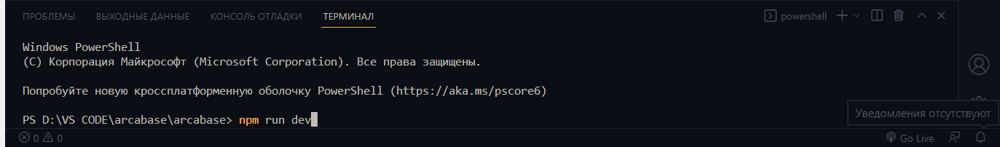 ПРОБЛЕМЫ ВЫХОДНЫЕ ДАННЫЕ КОНСОЛЬ ОТЛАДКИ ТЕРМИНАЛ powershell
Windows PowerShell
(C) Корпорация Майкрософт (Microsoft Corporation). Все права защищены.
Попробуйте новую кроссплатформенную оболочку PowerShell (https://aka.ms/pscore6)
PS D:\VS CODE\arcabase\arcabase> npm run dev
Уведомления отсутствуют
0 0 Go Live